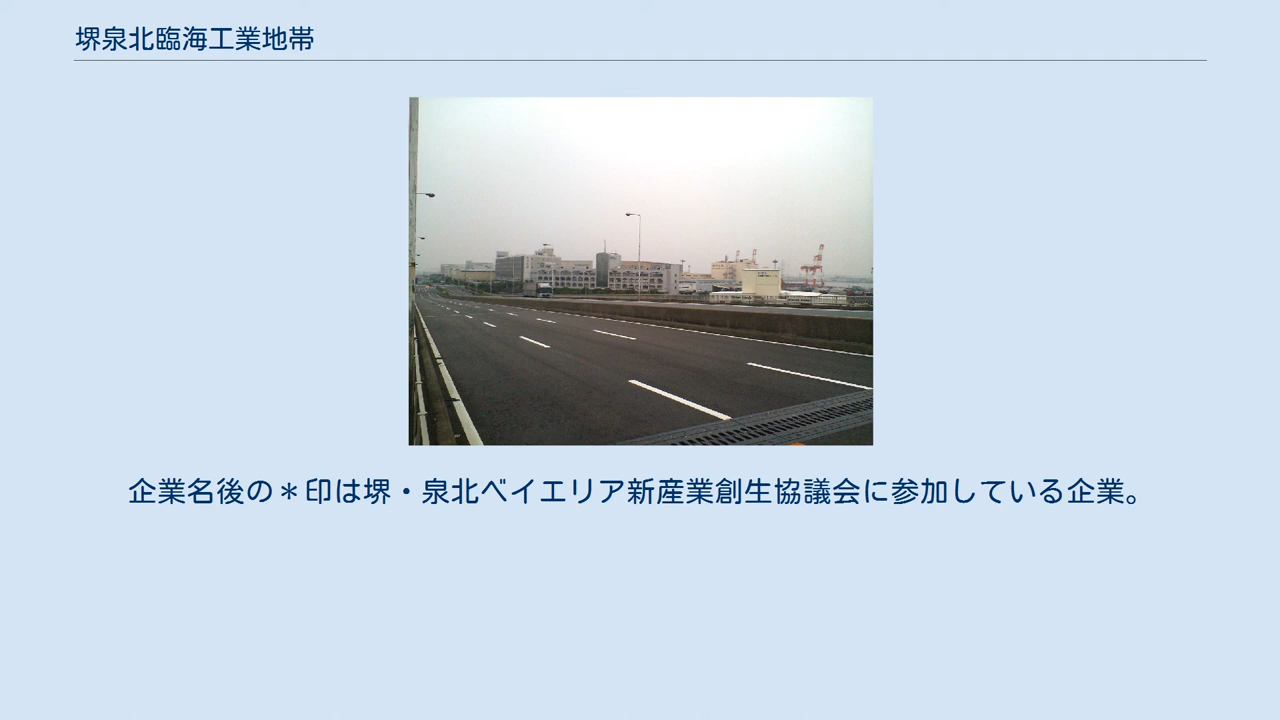 堺泉北臨海工業地帯
企業名後の＊印は堺・泉北ベイエリア新産業創生協議会に参加している企業。